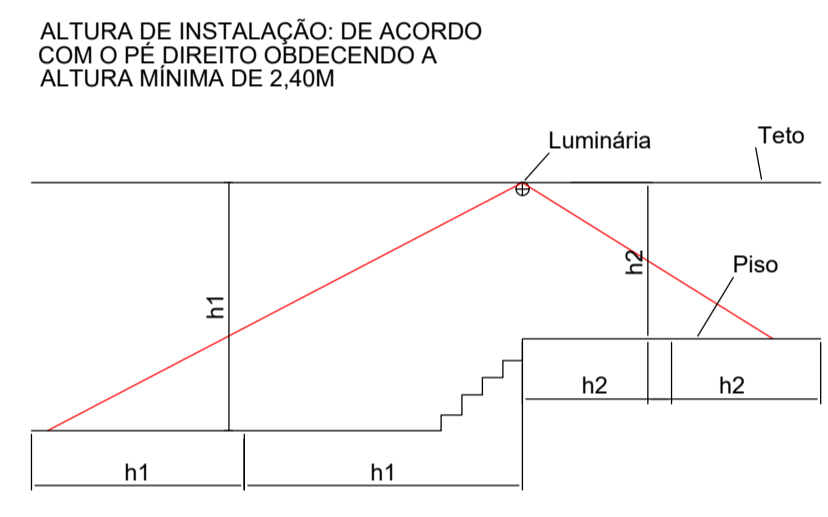 ALTURA DE INSTALAÇÃO: DE ACORDO
COM O PÉ DIREITO OBDECENDO A
ALTURA MÍNIMA DE 2,40M
Luminária
Teto
h1
h2
Piso
h2
h2
h1
h1